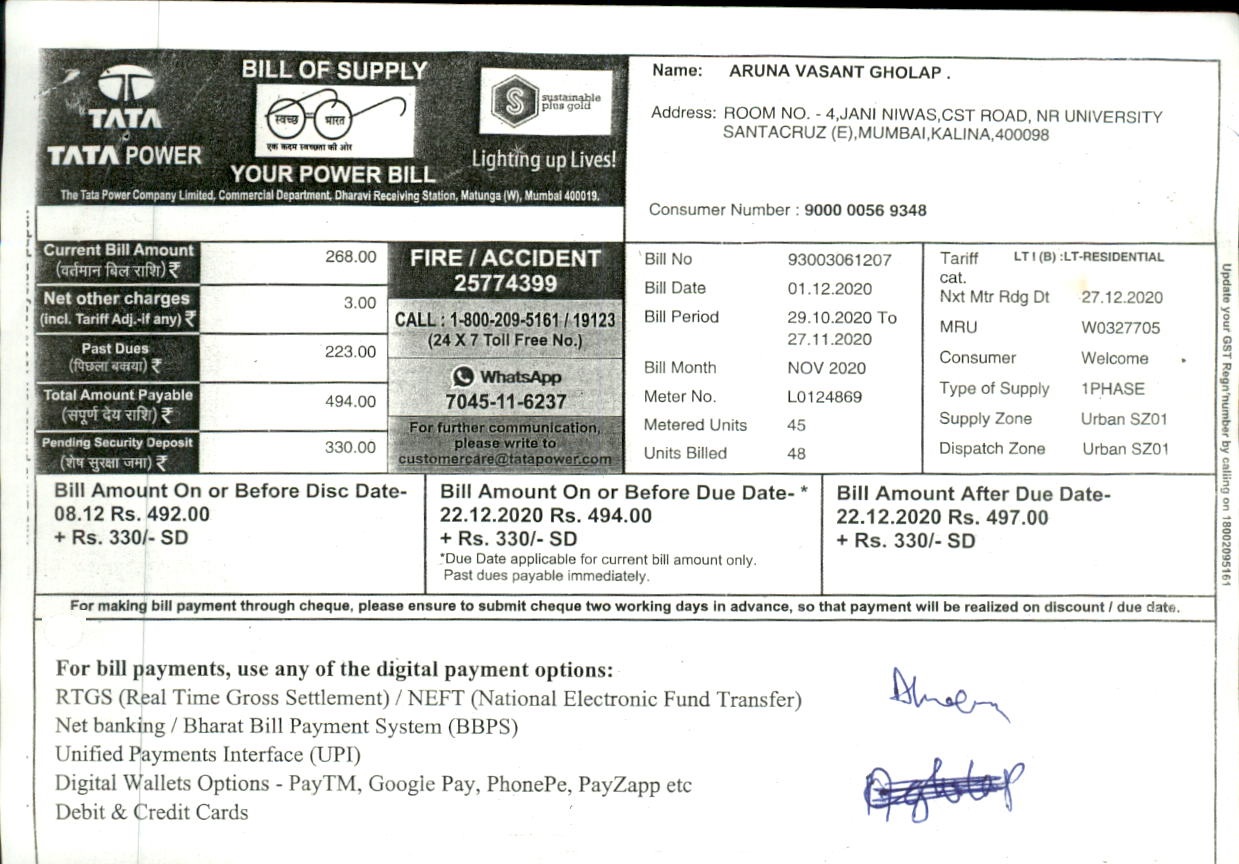 TATA
TATA POWER
BILL OF SUPPLY
स्वच्छ भारत
एक कदम स्वच्छता की ओर
YOUR POWER BILL
S sustainable plus gold
Lighting up Lives!
The Tata Power Company Limited, Commercial Department, Dharavi Receiving Station, Matunga (W), Mumbai 400019.
Name: ARUNA VASANT GHOLAP .
Address: ROOM NO. - 4,JANI NIWAS,CST ROAD, NR UNIVERSITY
SANTACRUZ (E),MUMBAI,KALINA,400098
Consumer Number : 9000 0056 9348
Current Bill Amount 268.00
(वर्तमान बिल राशि) ₹
Net other charges 3.00
(incl. Tariff Adj.-if any) ₹
Past Dues 223.00
(पिछला बकाया) ₹
Total Amount Payable 494.00
(संपूर्ण देय राशि) ₹
Pending Security Deposit 330.00
(शेष सुरक्षा जमा) ₹
FIRE / ACCIDENT
25774399
CALL : 1-800-209-5161 / 19123
(24 X 7 Toll Free No.)
WhatsApp
7045-11-6237
For further communication,
please write to
customercare@tatapower.com
Bill No 93003061207
Bill Date 01.12.2020
Bill Period 29.10.2020 To
27.11.2020
Bill Month NOV 2020
Meter No. L0124869
Metered Units 45
Units Billed 48
Tariff LT I (B) :LT-RESIDENTIAL
cat.
Nxt Mtr Rdg Dt 27.12.2020
MRU W0327705
Consumer Welcome
Type of Supply 1PHASE
Supply Zone Urban SZ01
Dispatch Zone Urban SZ01
Update your GST Regn'number by calling on 18002095161
Bill Amount On or Before Disc Date-
08.12 Rs. 492.00
+ Rs. 330/- SD
Bill Amount On or Before Due Date- *
22.12.2020 Rs. 494.00
+ Rs. 330/- SD
*Due Date applicable for current bill amount only.
Past dues payable immediately.
Bill Amount After Due Date-
22.12.2020 Rs. 497.00
+ Rs. 330/- SD
For making bill payment through cheque, please ensure to submit cheque two working days in advance, so that payment will be realized on discount / due date.
For bill payments, use any of the digital payment options:
RTGS (Real Time Gross Settlement) / NEFT (National Electronic Fund Transfer)
Net banking / Bharat Bill Payment System (BBPS)
Unified Payments Interface (UPI)
Digital Wallets Options - PayTM, Google Pay, PhonePe, PayZapp etc
Debit & Credit Cards